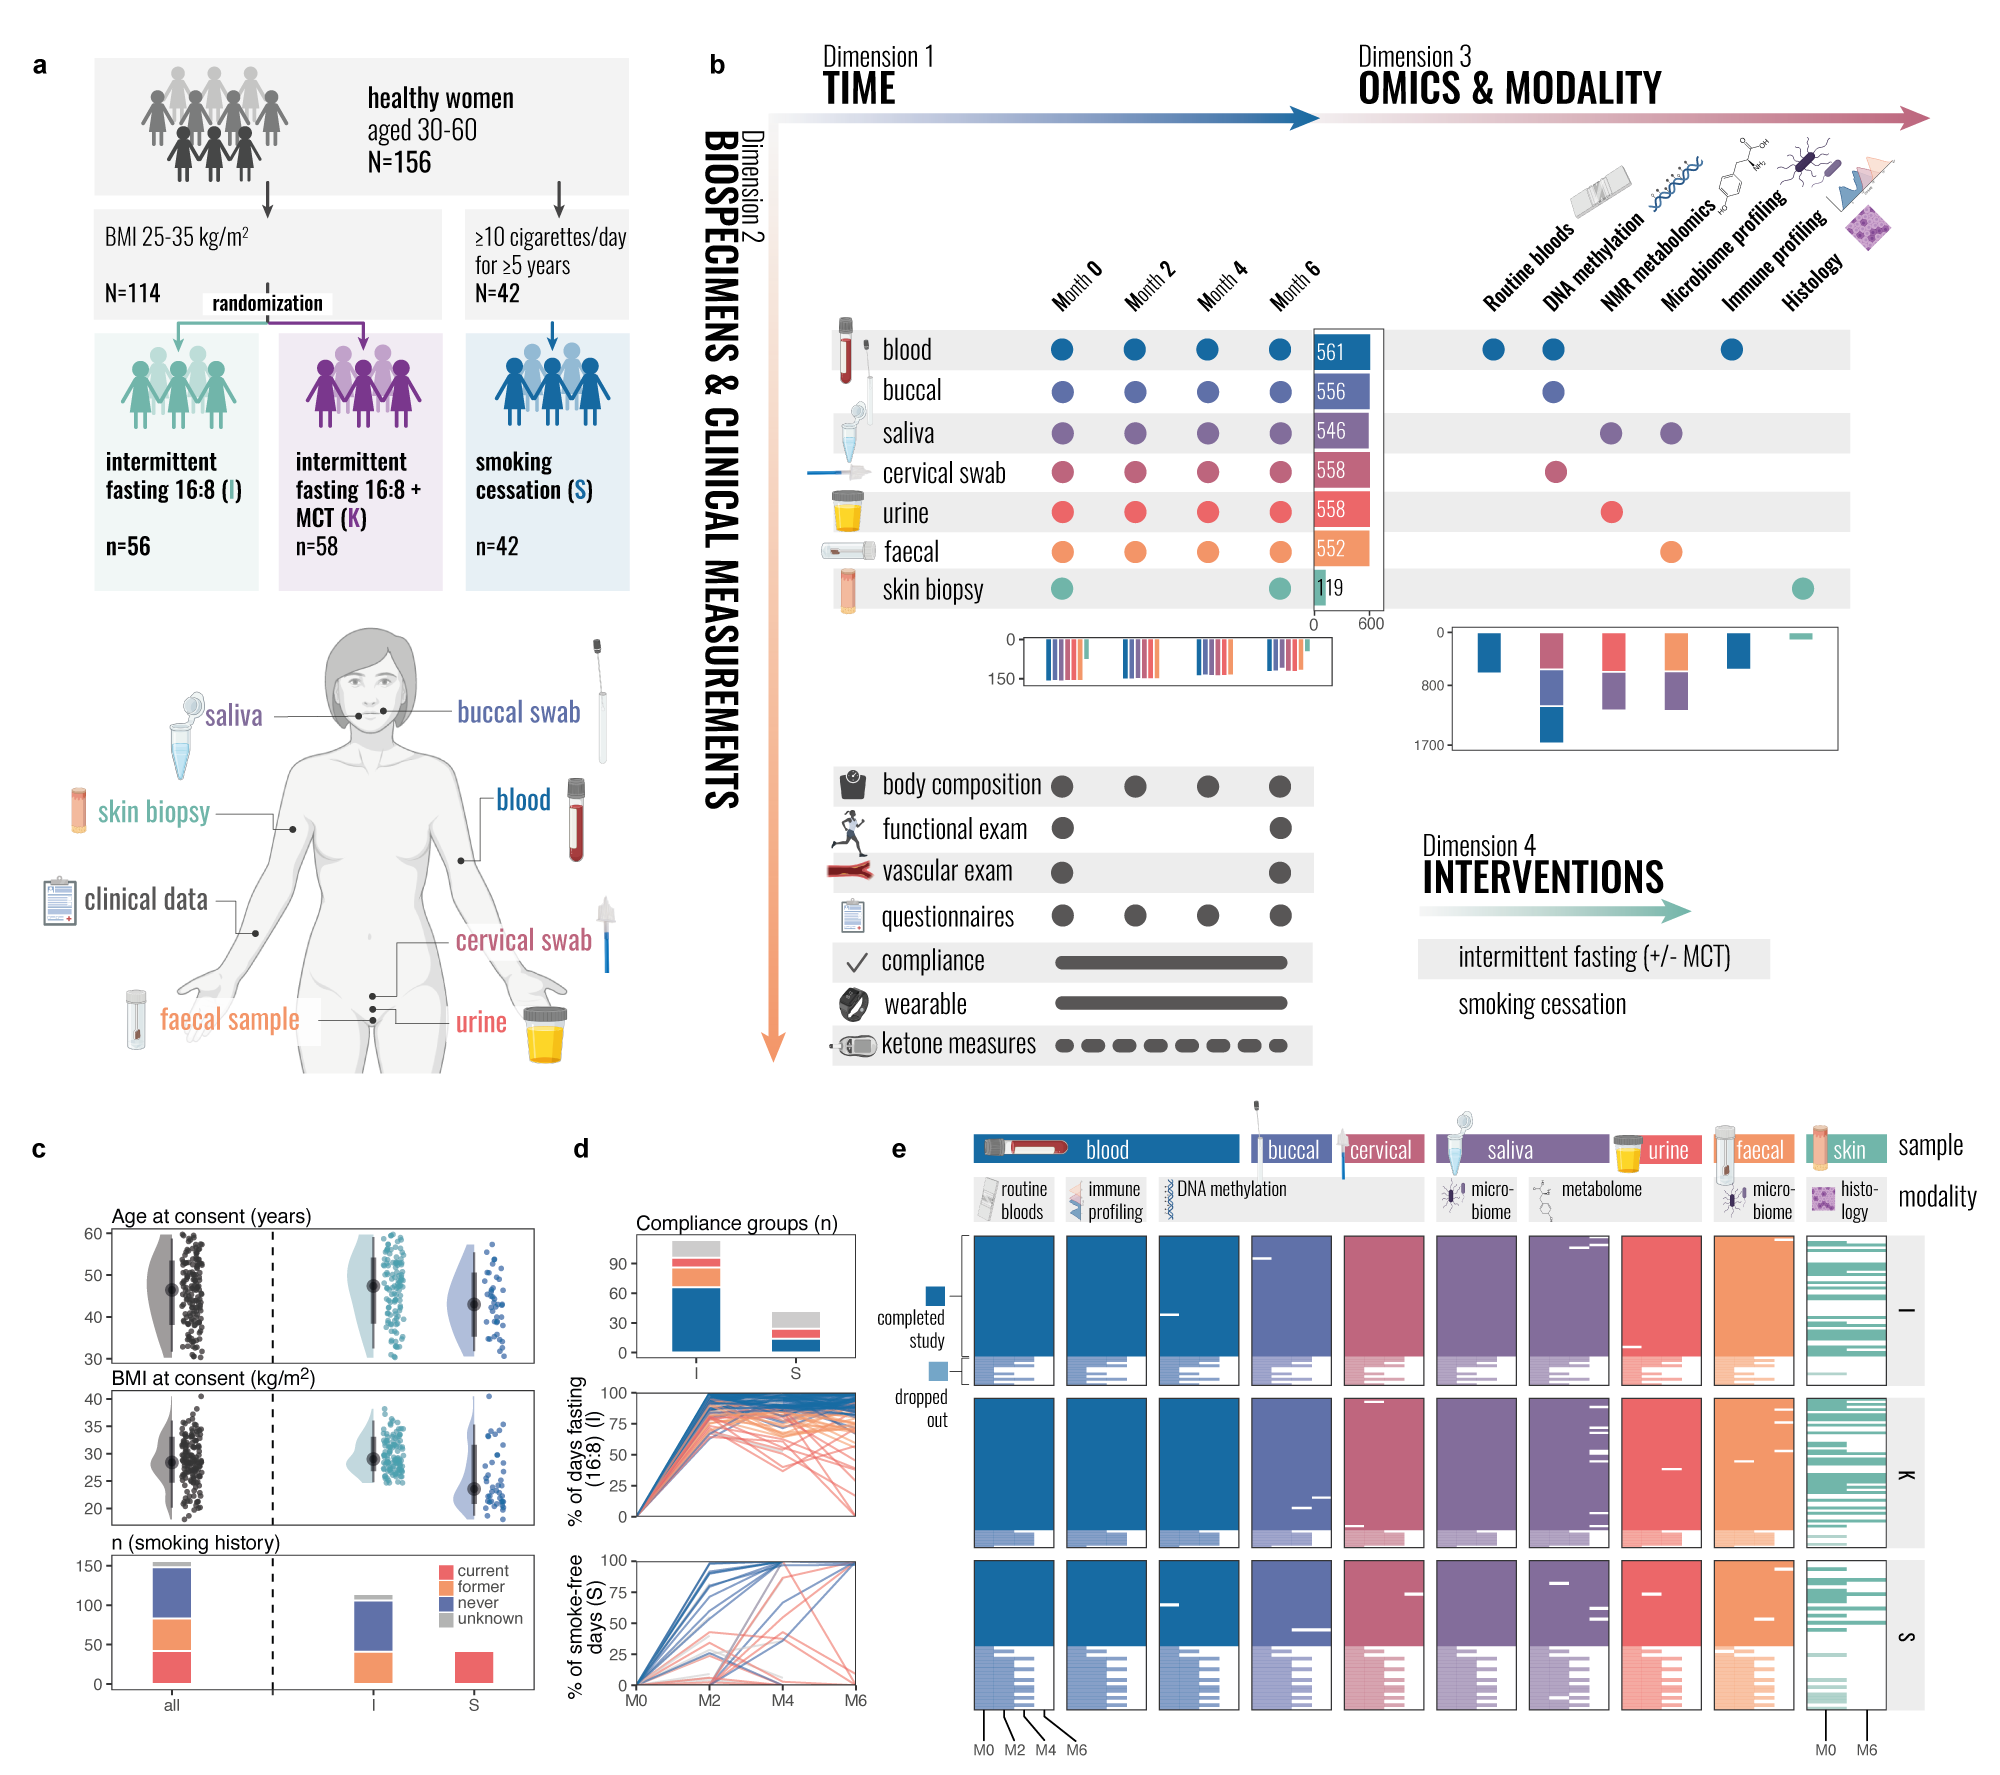 a
healthy women
aged 30-60
N=156
BMI 25-35 kg/m²
N=114
≥10 cigarettes/day
for ≥5 years
N=42
randomization
intermittent
fasting 16:8 (I)
n=56
intermittent
fasting 16:8 +
MCT (K)
n=58
smoking
cessation (S)
n=42
saliva
buccal swab
skin biopsy
blood
clinical data
cervical swab
faecal sample
urine
b
Dimension 1
TIME
Dimension 3
OMICS & MODALITY
Dimension 2
BIOSPECIMENS & CLINICAL MEASUREMENTS
Month 0
Month 2
Month 4
Month 6
Routine bloods
DNA methylation
NMR metabolomics
Microbiome profiling
Immune profiling
Histology
OH
NH₂
HO
blood
561
buccal
556
saliva
546
cervical swab
558
urine
558
faecal
552
skin biopsy
119
0
600
0
150
0
800
1700
body composition
functional exam
vascular exam
questionnaires
compliance
wearable
ketone measures
Dimension 4
INTERVENTIONS
intermittent fasting (+/- MCT)
smoking cessation
c
Age at consent (years)
60
50
40
30
BMI at consent (kg/m²)
40
35
30
25
20
n (smoking history)
150
100
50
0
current
former
never
unknown
all
I
S
d
Compliance groups (n)
90
60
30
0
I
S
% of days fasting
(16:8) (I)
100
75
50
25
0
% of smoke-free
days (S)
100
75
50
25
0
M0
M2
M4
M6
e
blood
buccal
cervical
saliva
urine
faecal
skin
sample
routine
bloods
immune
profiling
DNA methylation
micro-
biome
metabolome
micro-
biome
histo-
logy
modality
completed
study
dropped
out
I
K
S
M0
M2
M4
M6
M0
M6